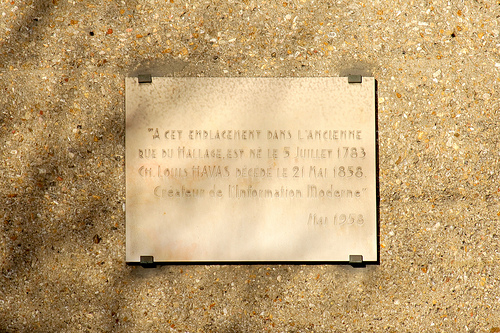 "A CET EMPLACEMENT DANS L'ANCIENNE
RUE DU MALLAGE, EST NÉ LE 5 JUILLET 1783
CH. LOUIS HAVAS DÉCÉDÉ LE 21 MAI 1858.
Créateur de l'Information Moderne"
MAI 1958